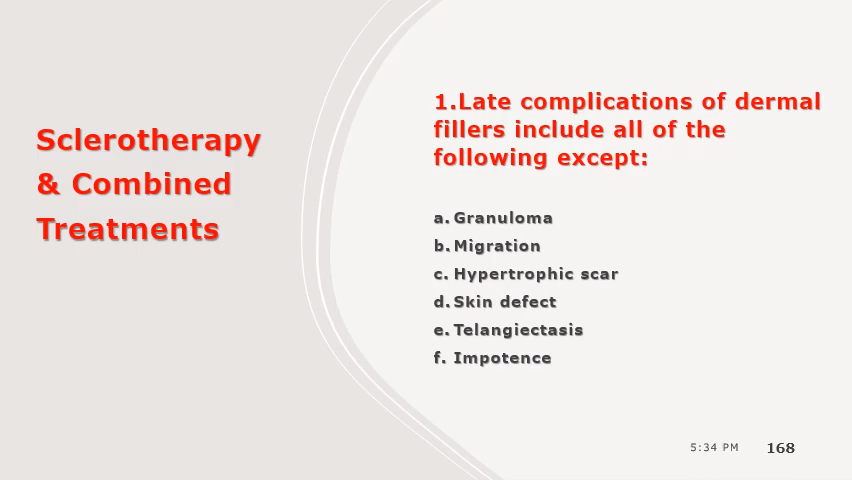 Sclerotherapy
& Combined
Treatments
1.Late complications of dermal
fillers include all of the
following except:
a. Granuloma
b. Migration
c. Hypertrophic scar
d. Skin defect
e. Telangiectasis
f. Impotence
5:34 PM
168